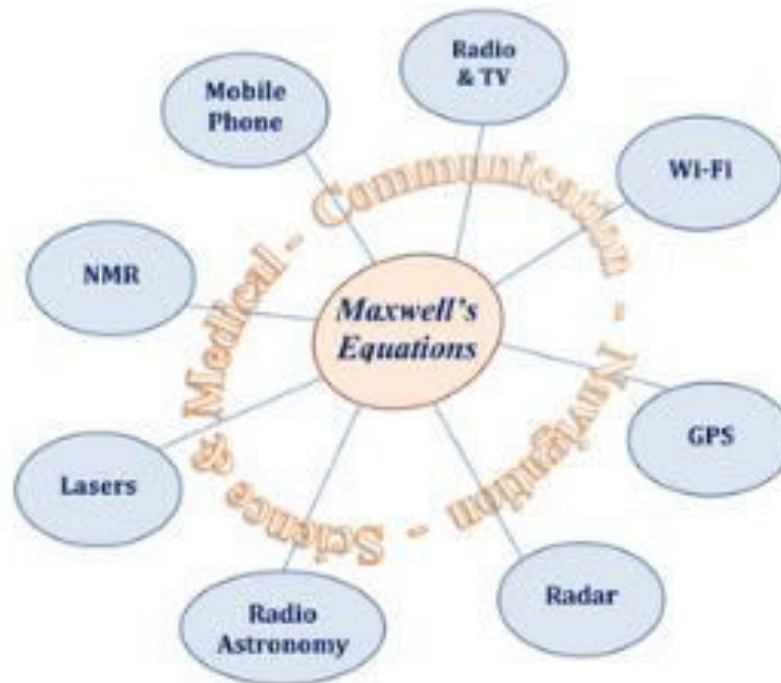 Radio
& TV
Mobile
Phone
Wi-Fi
NMR
Maxwell's
Equations
GPS
Lasers
Radar
Radio
Astronomy
Science & Medical - Communication - Navigation -